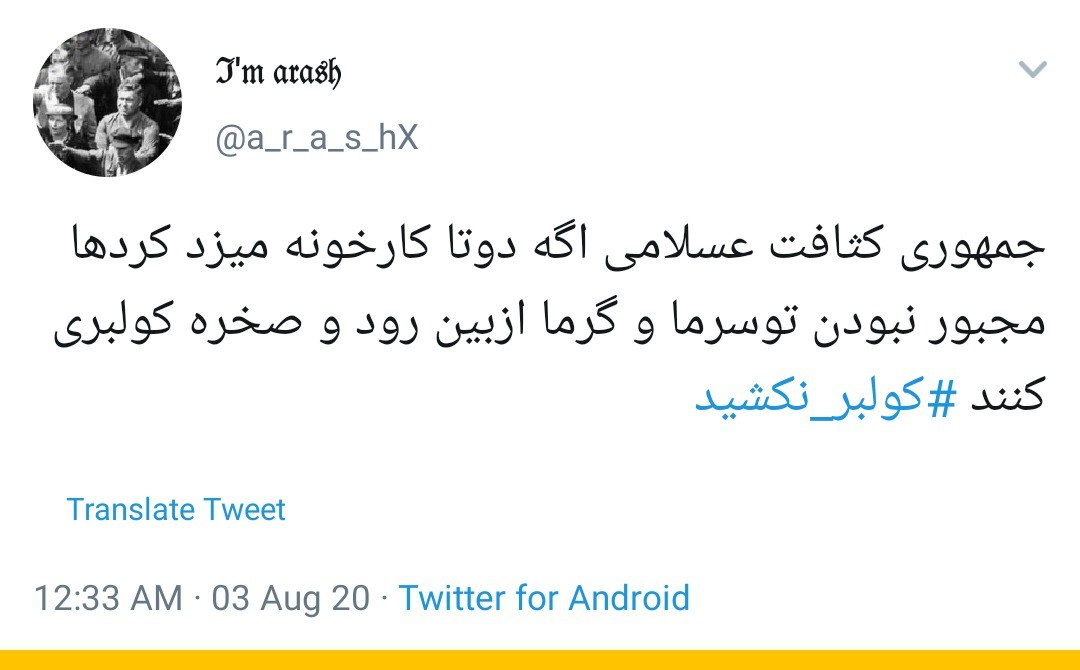 ℑ'm arash
@a_r_a_s_hX
جمهوری کثافت عسلامی اگه دوتا کارخونه میزد کردها
مجبور نبودن توسرما و گرما ازبین رود و صخره کولبری
کنند #کولبر_نکشید
Translate Tweet
12:33 AM · 03 Aug 20 · Twitter for Android